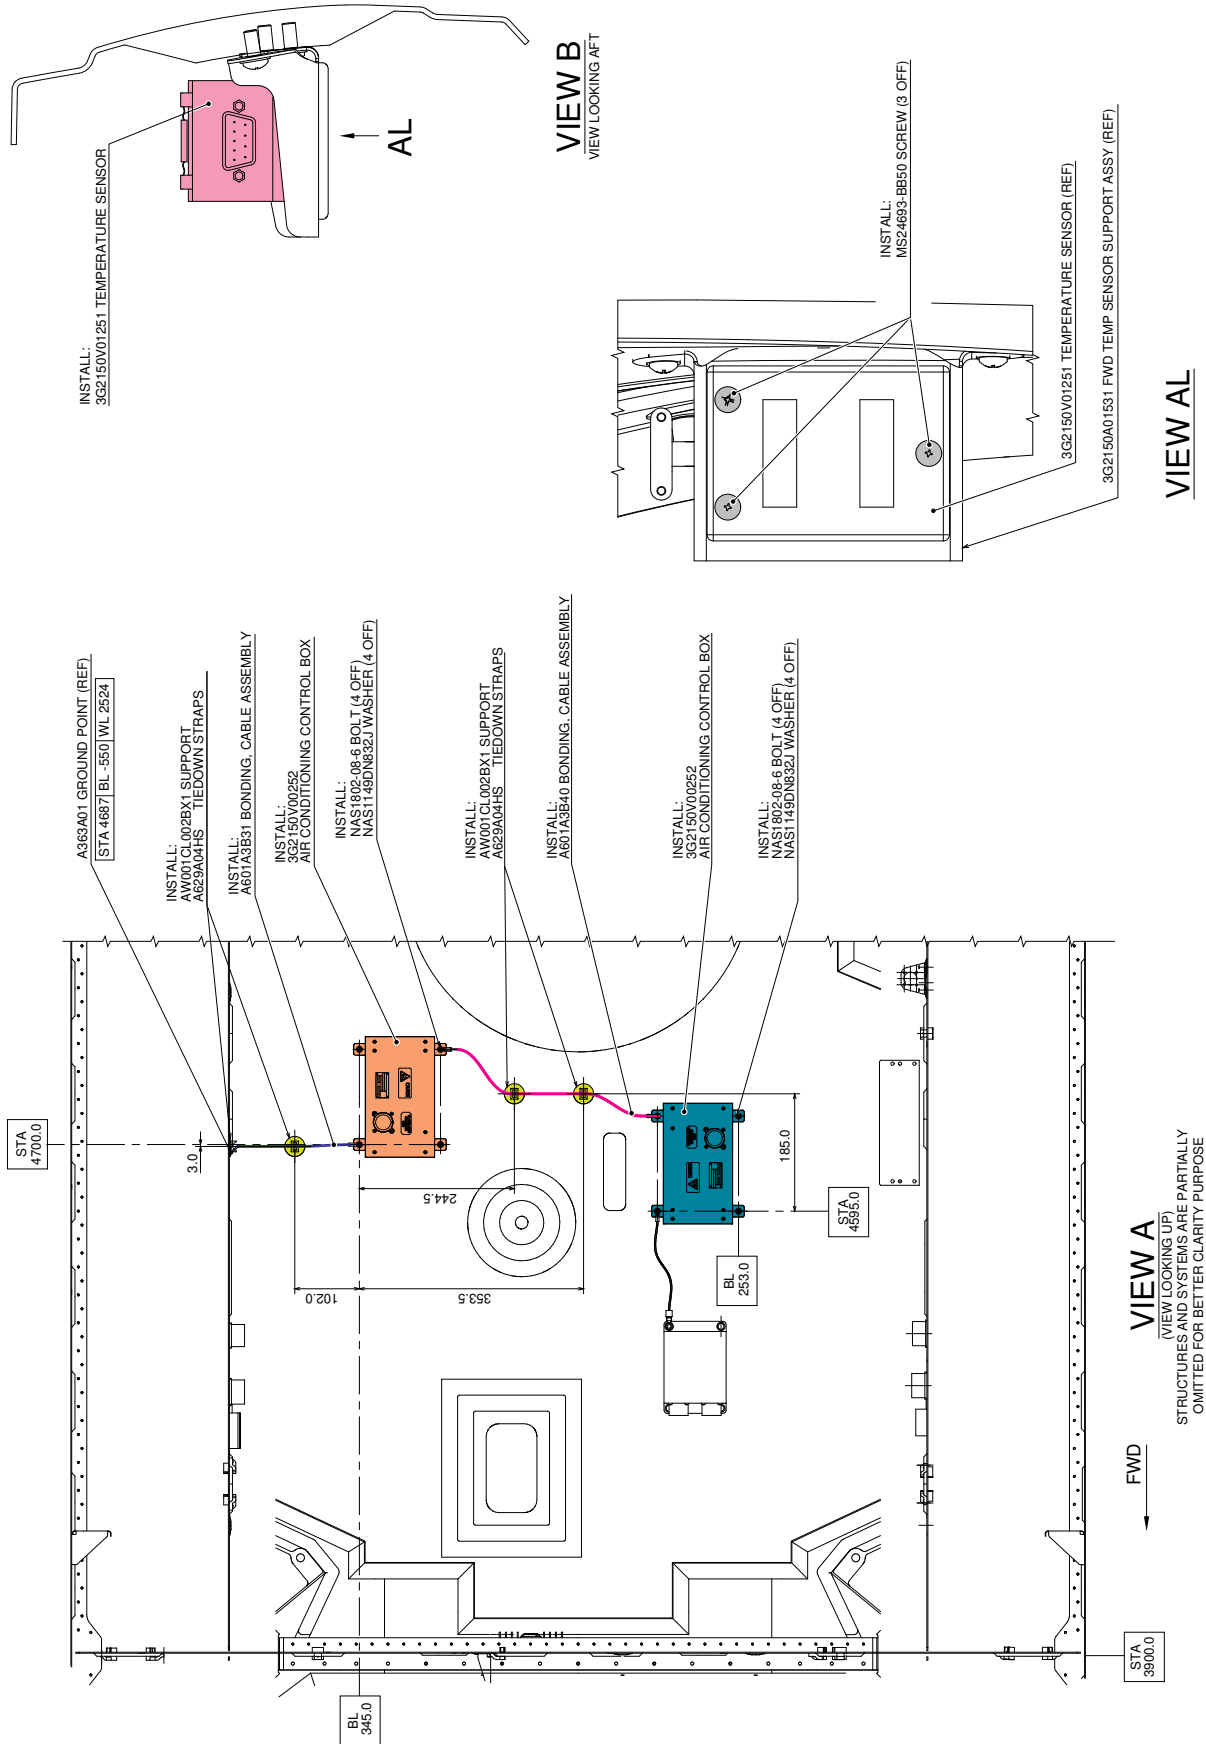 INSTALL:
3G2150V01251 TEMPERATURE SENSOR
AL
VIEW B
VIEW LOOKING AFT
INSTALL:
MS24693-BB50 SCREW (3 OFF)
3G2150V01251 TEMPERATURE SENSOR (REF)
3G2150A01531 FWD TEMP SENSOR SUPPORT ASSY (REF)
VIEW AL
A363A01 GROUND POINT (REF)
STA 4687 BL -550 WL 2524
INSTALL:
AW001CL002BX1 SUPPORT
A629A04HS TIEDOWN STRAPS
INSTALL:
A601A3B31 BONDING, CABLE ASSEMBLY
INSTALL:
3G2150V00252
AIR CONDITIONING CONTROL BOX
INSTALL:
NAS1802-08-6 BOLT (4 OFF)
NAS1149DN832J WASHER (4 OFF)
INSTALL:
AW001CL002BX1 SUPPORT
A629A04HS TIEDOWN STRAPS
INSTALL:
A601A3B40 BONDING, CABLE ASSEMBLY
INSTALL:
3G2150V00252
AIR CONDITIONING CONTROL BOX
INSTALL:
NAS1802-08-6 BOLT (4 OFF)
NAS1149DN832J WASHER (4 OFF)
STA
4700.0
3.0
244.5
102.0
353.5
185.0
STA
4595.0
BL
253.0
BL
345.0
STA
3900.0
FWD
VIEW A
(VIEW LOOKING UP)
STRUCTURES AND SYSTEMS ARE PARTIALLY
OMITTED FOR BETTER CLARITY PURPOSE